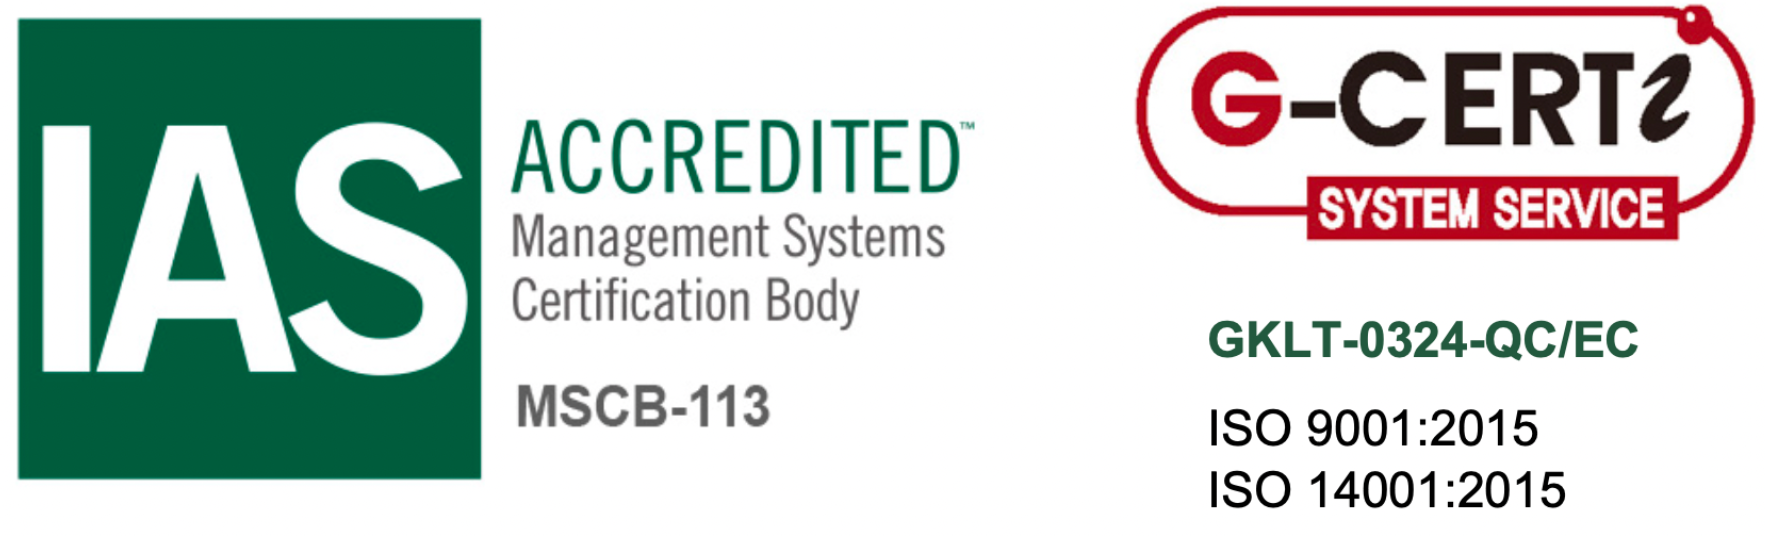 IAS
ACCREDITED™
Management Systems
Certification Body
MSCB-113
G-CERTi
SYSTEM SERVICE
GKLT-0324-QC/EC
ISO 9001:2015
ISO 14001:2015